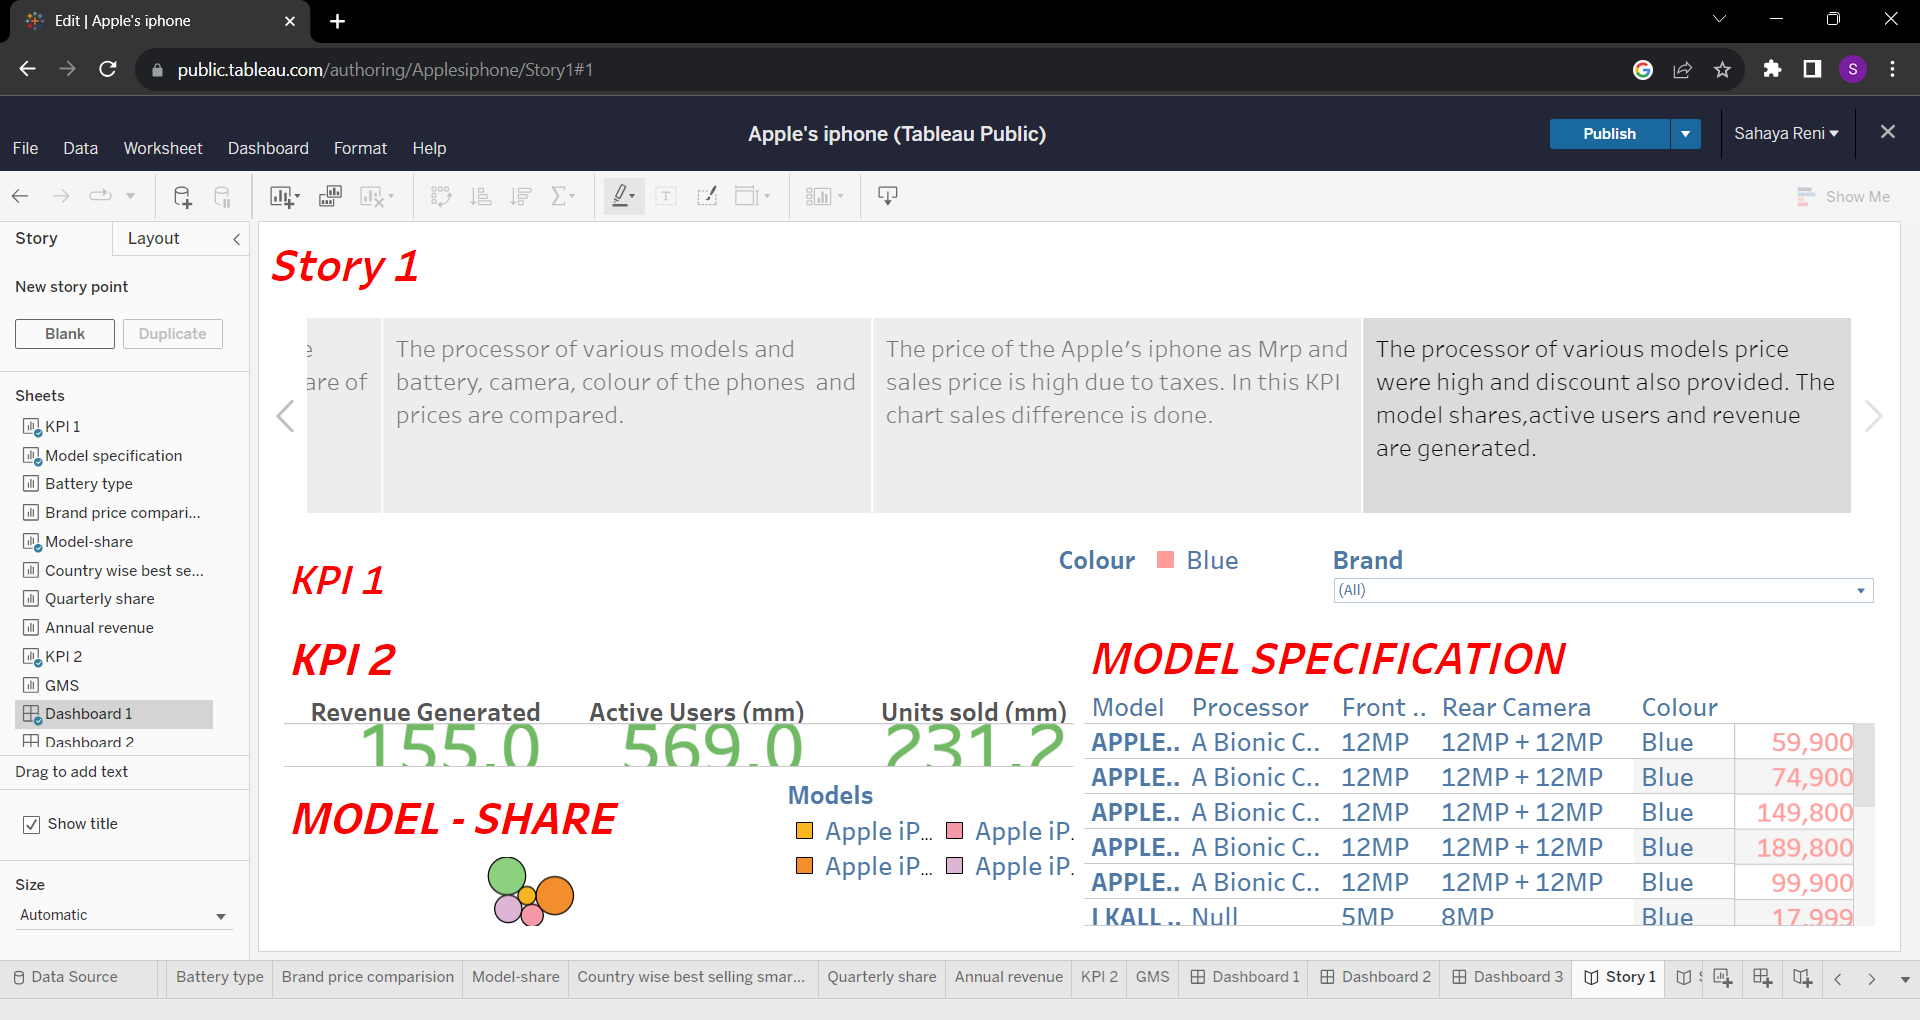 Edit | Apple's iphone
public.tableau.com/authoring/Applesiphone/Story1#1
S
File Data Worksheet Dashboard Format Help
Apple's iphone (Tableau Public)
Publish
Sahaya Reni
Show Me
Story Layout
New story point
Blank Duplicate
Sheets
KPI 1
Model specification
Battery type
Brand price compari...
Model-share
Country wise best se...
Quarterly share
Annual revenue
KPI 2
GMS
Dashboard 1
Dashboard 2
Drag to add text
Show title
Size
Automatic
Story 1
are of
The processor of various models and
battery, camera, colour of the phones and
prices are compared.
The price of the Apple's iphone as Mrp and
sales price is high due to taxes. In this KPI
chart sales difference is done.
The processor of various models price
were high and discount also provided. The
model shares,active users and revenue
are generated.
KPI 1
Colour Blue
Brand
(All)
KPI 2
Revenue Generated Active Users (mm) Units sold (mm)
155.0 569.0 231.2
MODEL - SHARE
Models
Apple iP... Apple iP.
Apple iP... Apple iP.
MODEL SPECIFICATION
Model Processor Front .. Rear Camera Colour
APPLE.. A Bionic C.. 12MP 12MP + 12MP Blue 59,900
APPLE.. A Bionic C.. 12MP 12MP + 12MP Blue 74,900
APPLE.. A Bionic C.. 12MP 12MP + 12MP Blue 149,800
APPLE.. A Bionic C.. 12MP 12MP + 12MP Blue 189,800
APPLE.. A Bionic C.. 12MP 12MP + 12MP Blue 99,900
I KALL .. Null 5MP 8MP Blue 17,999
Data Source Battery type Brand price comparision Model-share Country wise best selling smar... Quarterly share Annual revenue KPI 2 GMS Dashboard 1 Dashboard 2 Dashboard 3 Story 1